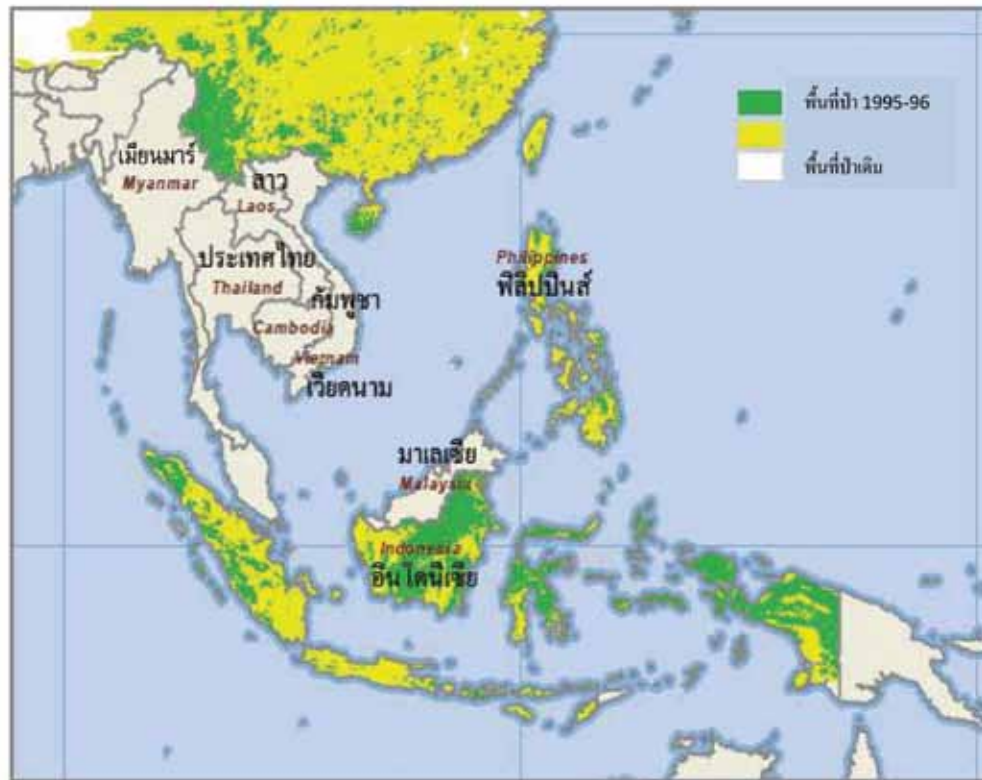 พื้นที่ป่า 1995-96
พื้นที่ป่าเดิม
เมียนมาร์
Myanmar
ลาว
Laos
ประเทศไทย
Thailand
กัมพูชา
Cambodia
Vietnam
เวียดนาม
Philippines
ฟิลิปปินส์
มาเลเซีย
Malaysia
Indonesia
อินโดนีเซีย